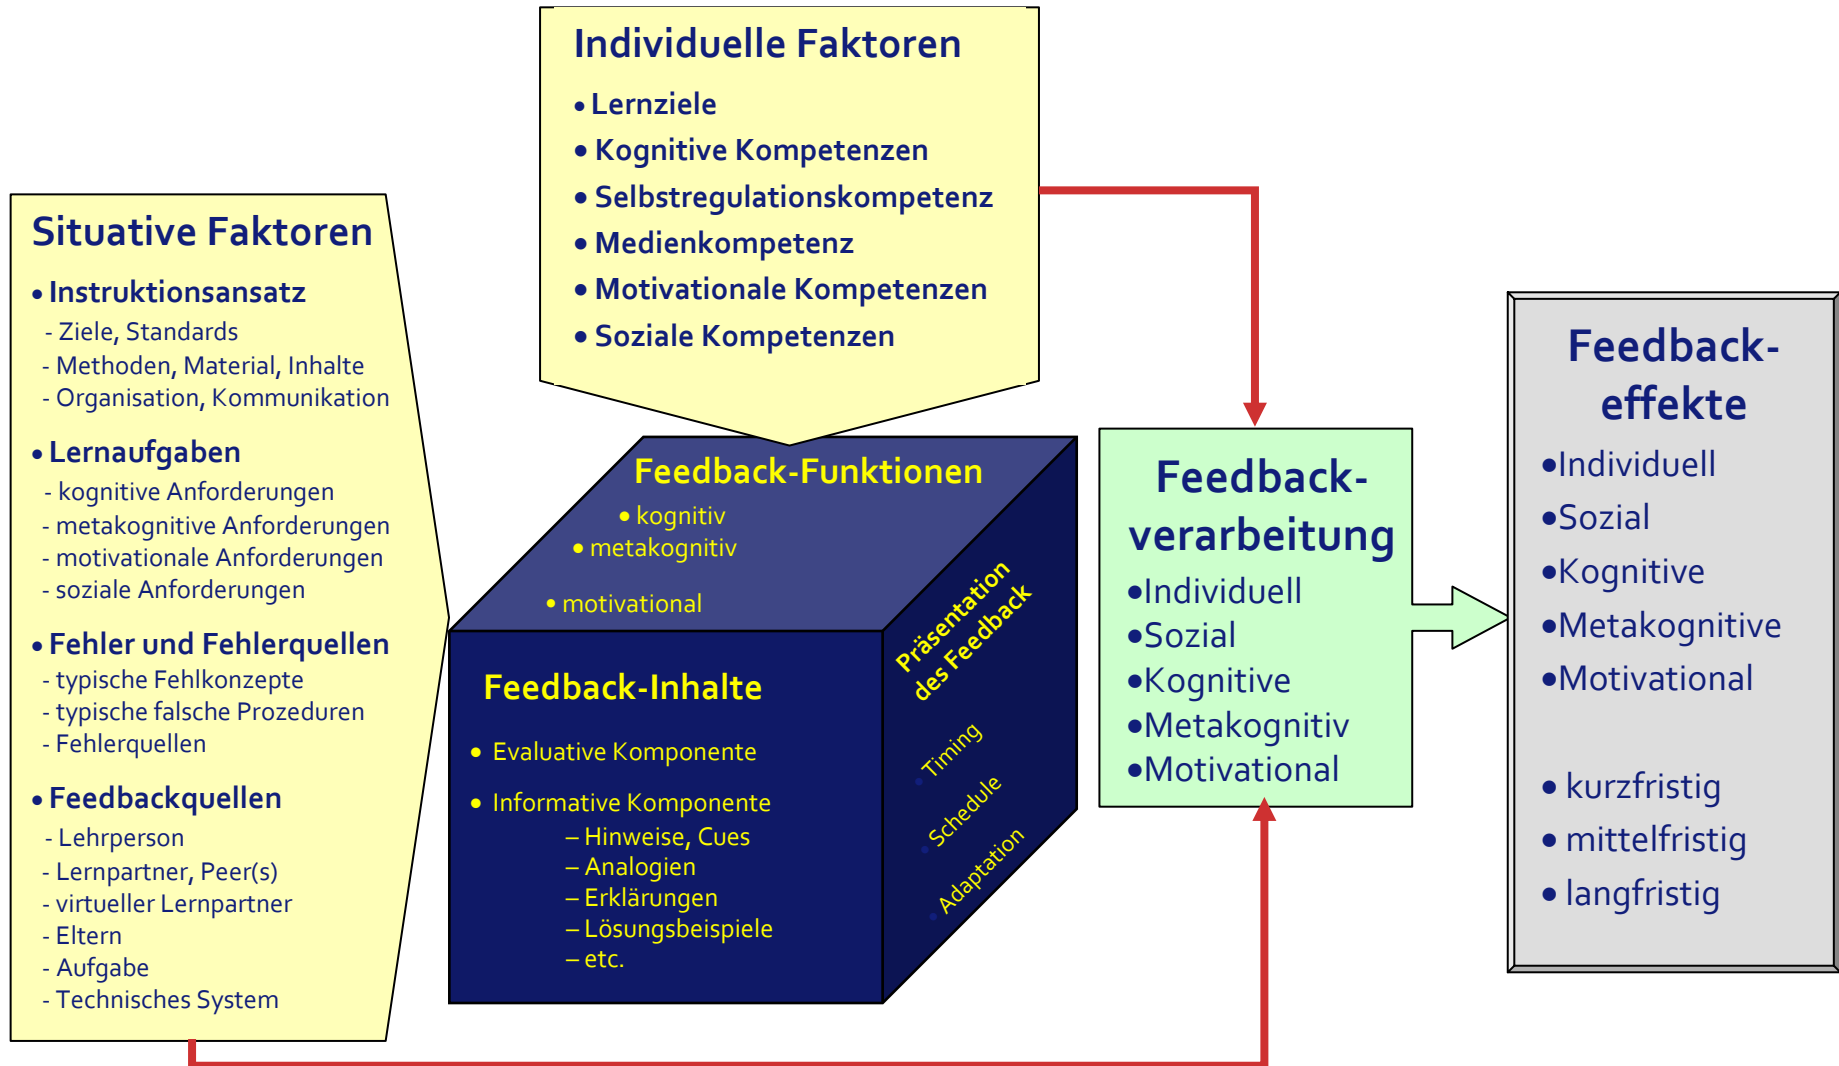 Individuelle Faktoren
• Lernziele
• Kognitive Kompetenzen
• Selbstregulationskompetenz
• Medienkompetenz
• Motivationale Kompetenzen
• Soziale Kompetenzen
Situative Faktoren
• Instruktionsansatz
- Ziele, Standards
- Methoden, Material, Inhalte
- Organisation, Kommunikation
• Lernaufgaben
- kognitive Anforderungen
- metakognitive Anforderungen
- motivationale Anforderungen
- soziale Anforderungen
• Fehler und Fehlerquellen
- typische Fehlkonzepte
- typische falsche Prozeduren
- Fehlerquellen
• Feedbackquellen
- Lehrperson
- Lernpartner, Peer(s)
- virtueller Lernpartner
- Eltern
- Aufgabe
- Technisches System
Feedback-Funktionen
• kognitiv
• metakognitiv
• motivational
Feedback-Inhalte
• Evaluative Komponente
• Informative Komponente
– Hinweise, Cues
– Analogien
– Erklärungen
– Lösungsbeispiele
– etc.
Präsentation
des Feedback
• Timing
• Schedule
• Adaptation
Feedback-
verarbeitung
•Individuell
•Sozial
•Kognitive
•Metakognitiv
•Motivational
Feedback-
effekte
•Individuell
•Sozial
•Kognitive
•Metakognitive
•Motivational
• kurzfristig
• mittelfristig
• langfristig